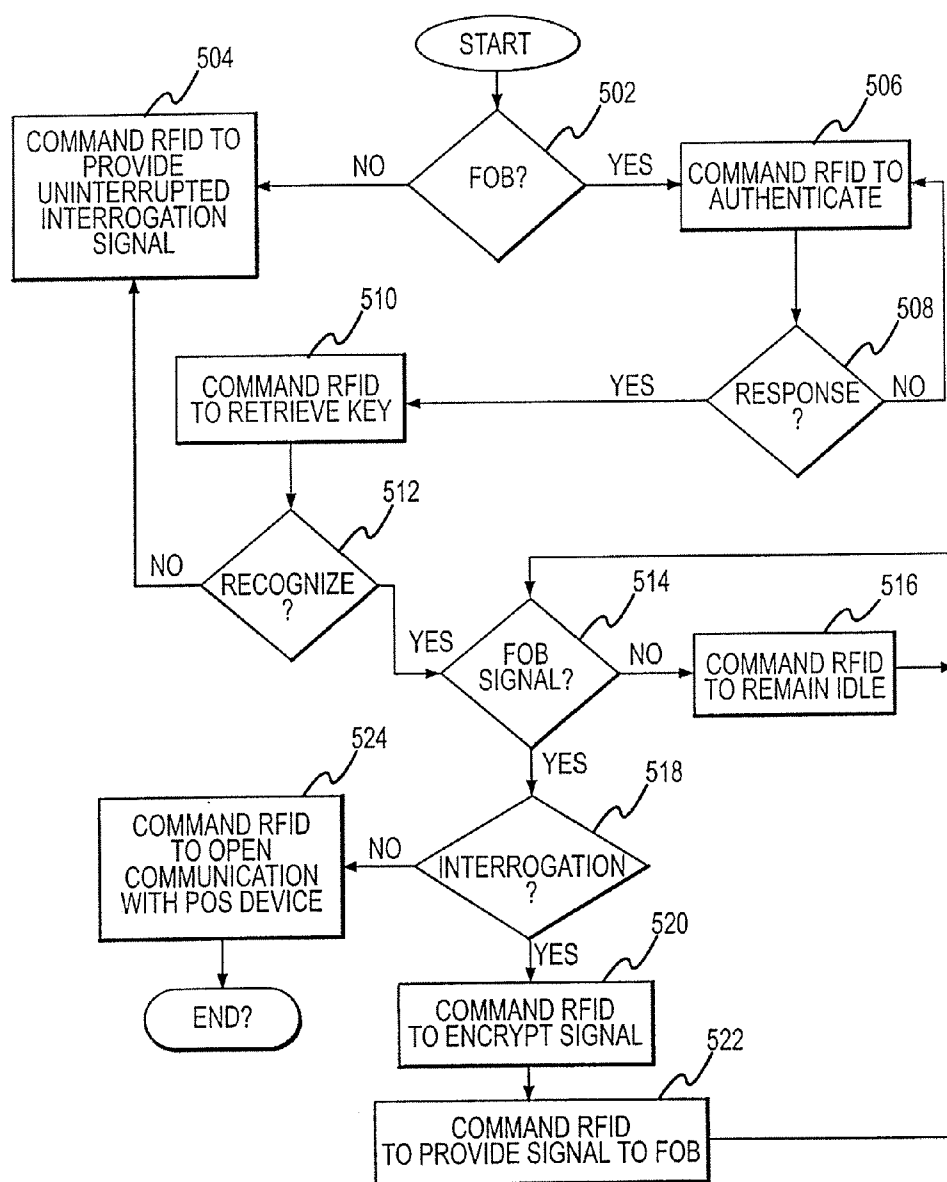 START
504
502
506
COMMAND RFID TO
PROVIDE
UNINTERRUPTED
INTERROGATION
SIGNAL
NO
FOB?
YES
COMMAND RFID TO
AUTHENTICATE
510
508
COMMAND RFID
TO RETRIEVE KEY
YES
RESPONSE
?
NO
512
NO
RECOGNIZE
?
YES
514
516
FOB
SIGNAL?
NO
COMMAND RFID
TO REMAIN IDLE
524
YES
518
COMMAND RFID
TO OPEN
COMMUNICATION
WITH POS DEVICE
NO
INTERROGATION
?
YES
520
END?
COMMAND RFID
TO ENCRYPT SIGNAL
522
COMMAND RFID
TO PROVIDE SIGNAL TO FOB